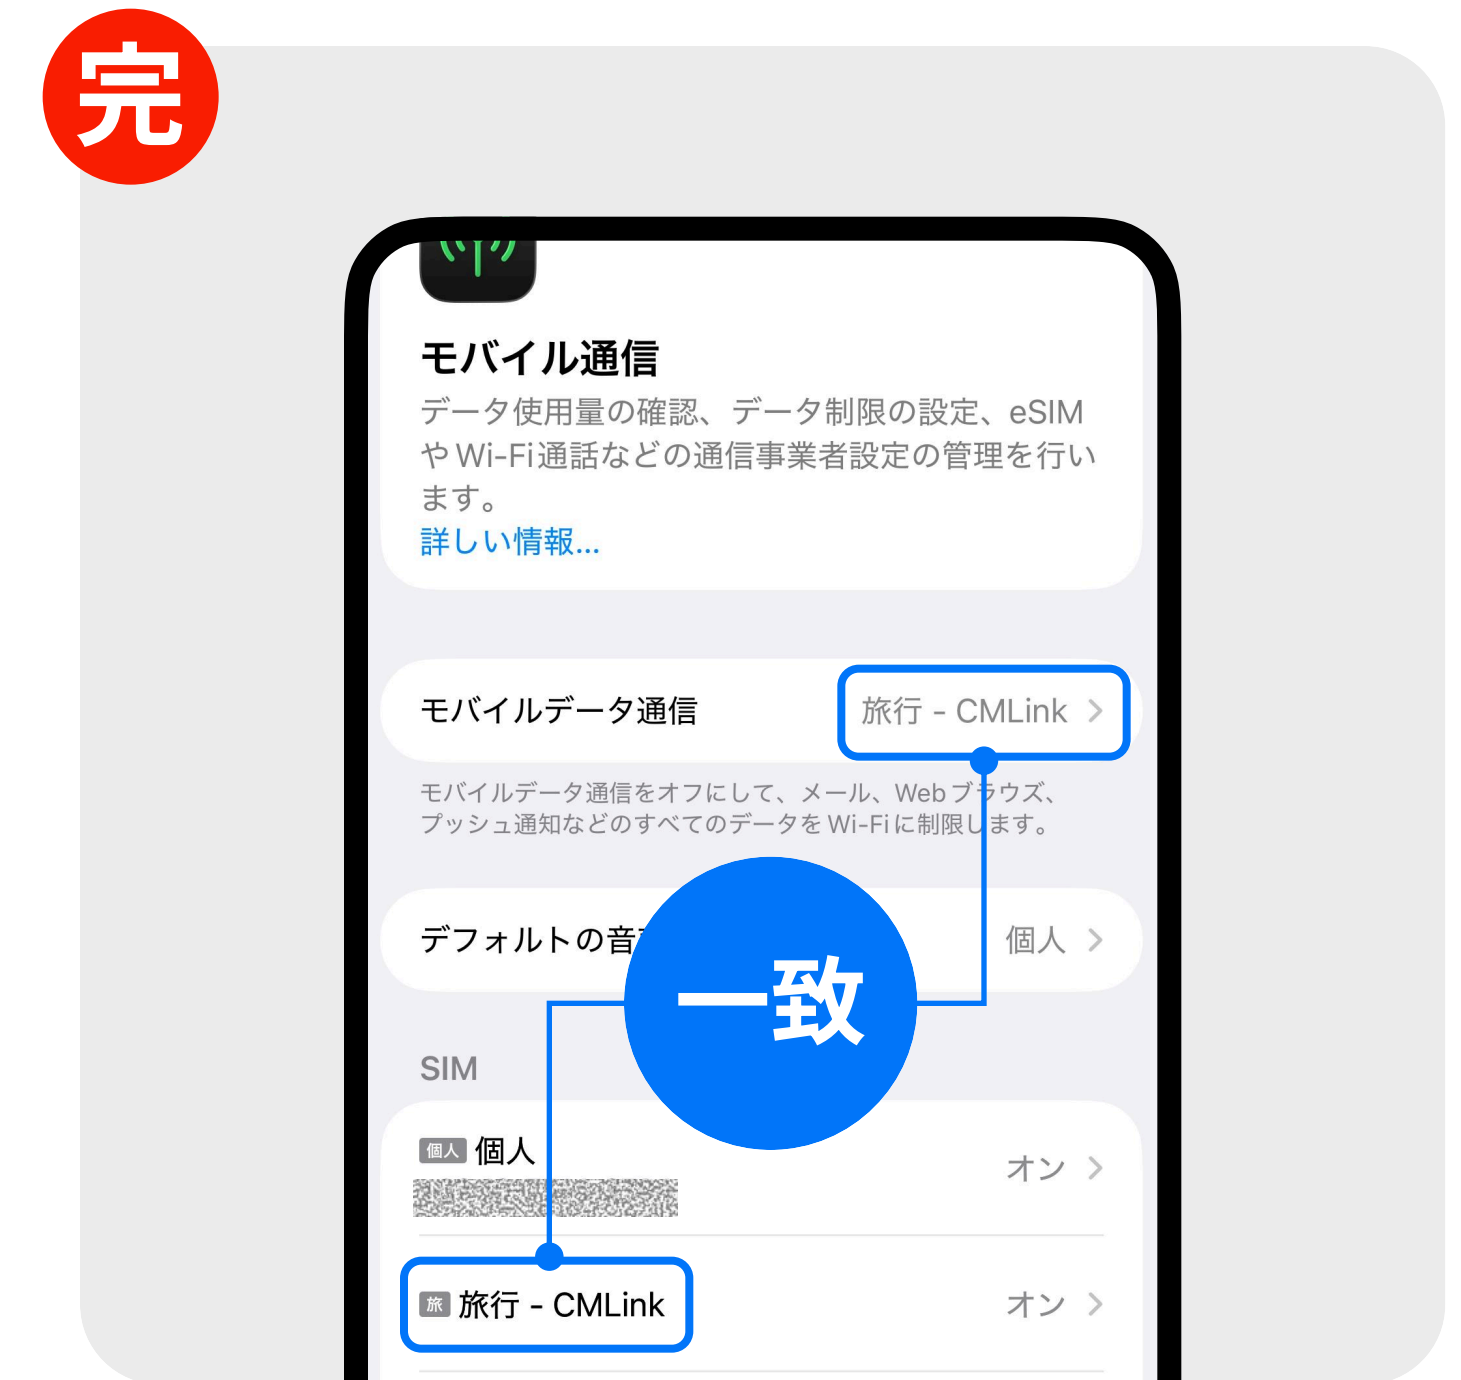 完
モバイル通信
データ使用量の確認、データ制限の設定、eSIM
やWi-Fi通話などの通信事業者設定の管理を行い
ます。
詳しい情報...
モバイルデータ通信
旅行 - CMLink
モバイルデータ通信をオフにして、メール、Webブラウズ、
プッシュ通知などのすべてのデータをWi-Fiに制限します。
デフォルトの音
個人
一致
SIM
個人 個人
オン
旅 旅行 - CMLink
オン